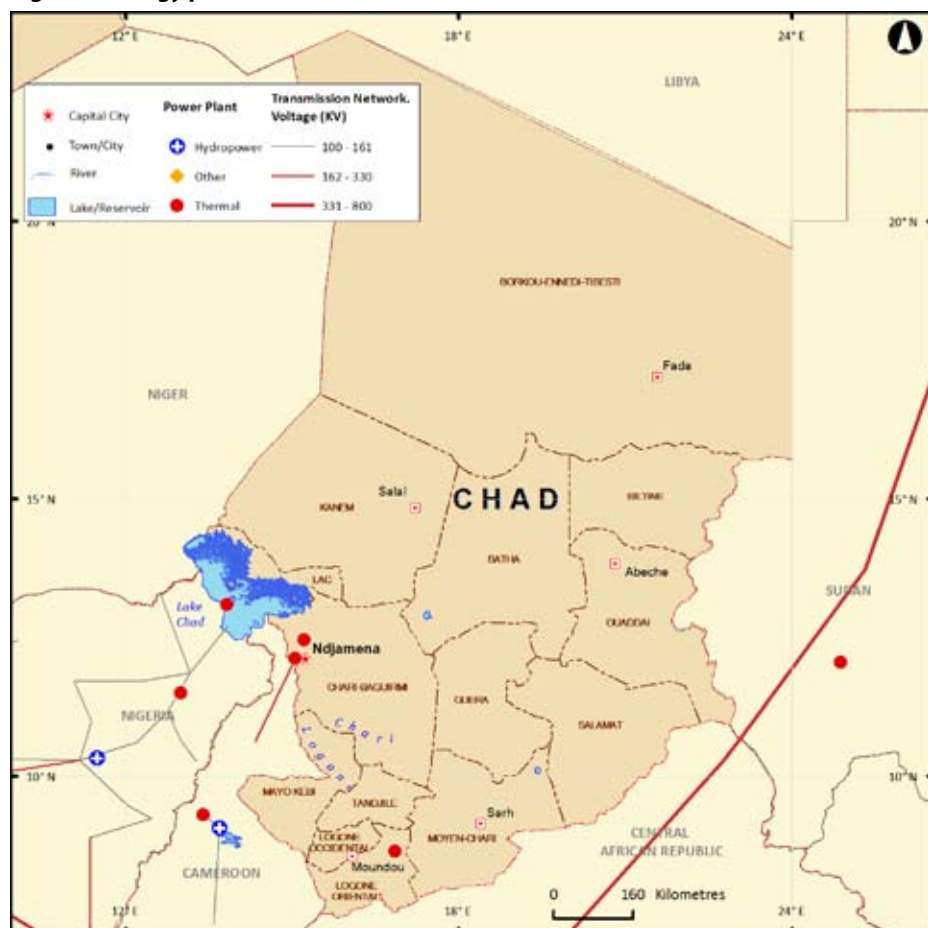 12° E
18° E
24° E
LIBYA
Capital City
Town/City
River
Lake/Reservoir
Power Plant
Hydropower
Other
Thermal
Transmission Network.
Voltage (KV)
100 - 161
162 - 330
331 - 800
20° N
20° N
BORKOU-ENNEDI-TIBESTI
Fada
NIGER
15° N
Salal
CHAD
15° N
KANEM
BILTINE
BATHA
LAC
Abeche
Lake
Chad
SUDAN
OUADDAI
Ndjamena
CHARI-BAGUIRMI
GUERA
NIGERIA
Chari
SALAMAT
Logone
10° N
10° N
MAYO KEBI
TANDJILE
Sarh
LOGONE
OCCIDENTAL
MOYEN-CHARI
CENTRAL
AFRICAN REPUBLIC
CAMEROON
Moundou
LOGONE
ORIENTAL
0
160 Kilometres
12° E
18° E
24° E